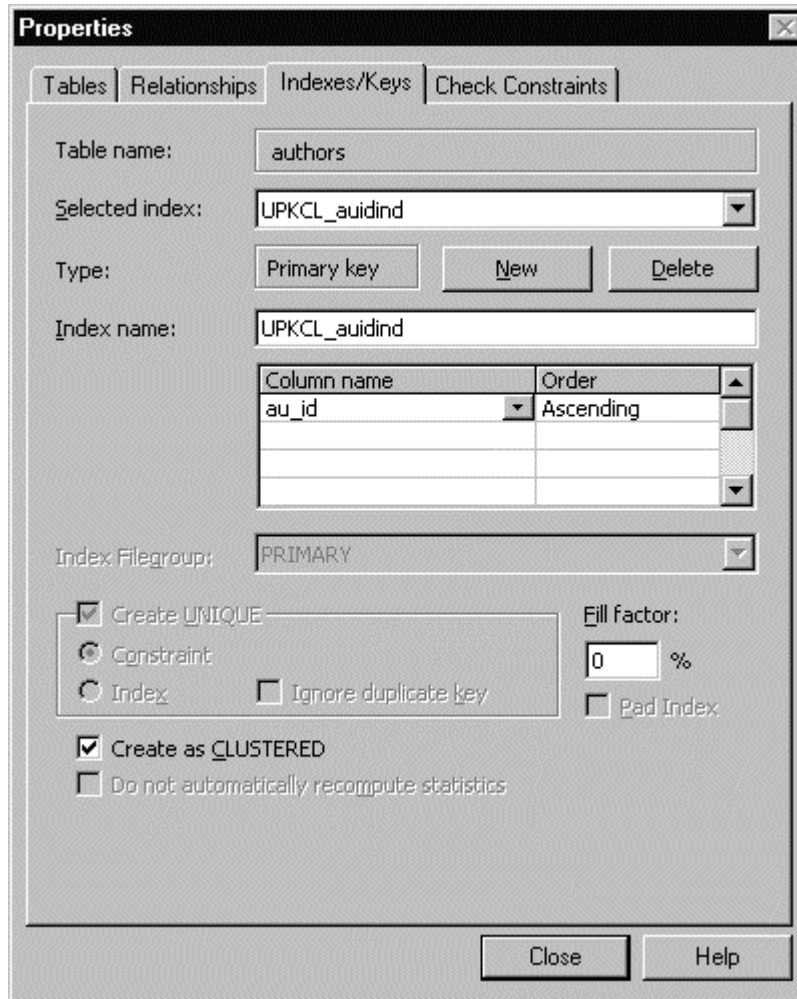 Properties
Tables Relationships Indexes/Keys Check Constraints
Table name: authors
Selected index: UPKCL_auidind
Type: Primary key New Delete
Index name: UPKCL_auidind
Column name Order
au_id Ascending
Index Filegroup: PRIMARY
Create UNIQUE Fill factor:
Constraint 0 %
Index Ignore duplicate key Pad Index
Create as CLUSTERED
Do not automatically recompute statistics
Close Help